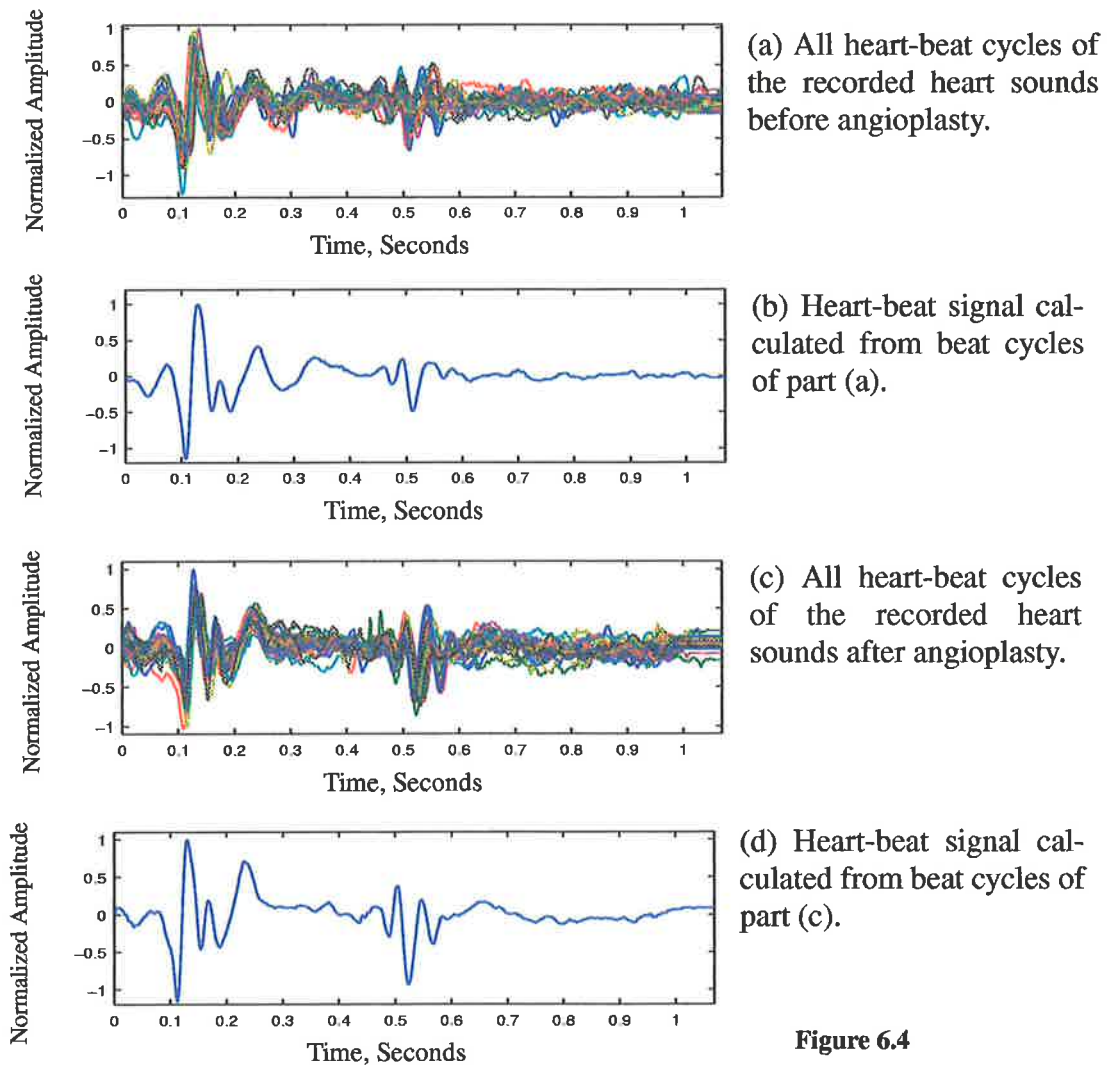 Normalized Amplitude
1
0.5
0
−0.5
−1
0 0.1 0.2 0.3 0.4 0.5 0.6 0.7 0.8 0.9 1
Time, Seconds
(a) All heart-beat cycles of
the recorded heart sounds
before angioplasty.
Normalized Amplitude
1
0.5
0
−0.5
−1
0 0.1 0.2 0.3 0.4 0.5 0.6 0.7 0.8 0.9 1
Time, Seconds
(b) Heart-beat signal cal-
culated from beat cycles
of part (a).
Normalized Amplitude
1
0.5
0
−0.5
−1
0 0.1 0.2 0.3 0.4 0.5 0.6 0.7 0.8 0.9 1
Time, Seconds
(c) All heart-beat cycles
of the recorded heart
sounds after angioplasty.
Normalized Amplitude
1
0.5
0
−0.5
−1
0 0.1 0.2 0.3 0.4 0.5 0.6 0.7 0.8 0.9 1
Time, Seconds
(d) Heart-beat signal cal-
culated from beat cycles of
part (c).
Figure 6.4